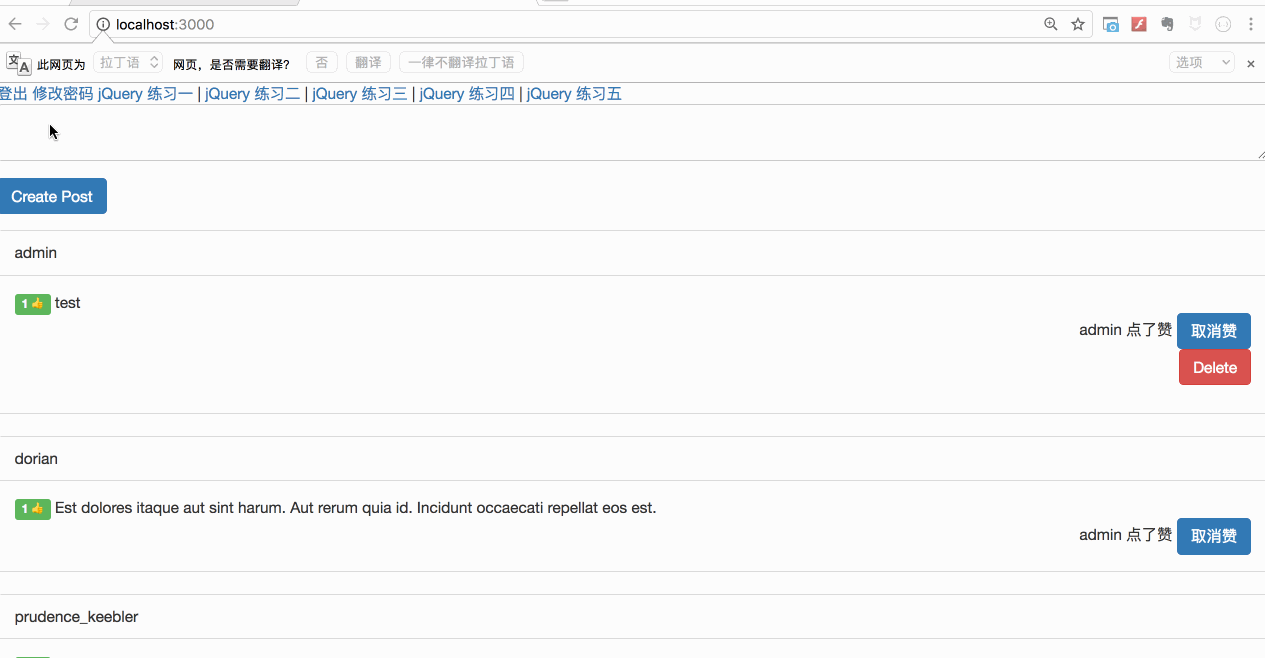 localhost:3000
此网页为 拉丁语 网页，是否需要翻译？ 否 翻译 一律不翻译拉丁语 选项
登出 修改密码 jQuery 练习一 | jQuery 练习二 | jQuery 练习三 | jQuery 练习四 | jQuery 练习五
Create Post
admin
1 👍 test
admin 点了赞 取消赞
Delete
dorian
1 👍 Est dolores itaque aut sint harum. Aut rerum quia id. Incidunt occaecati repellat eos est.
admin 点了赞 取消赞
prudence_keebler